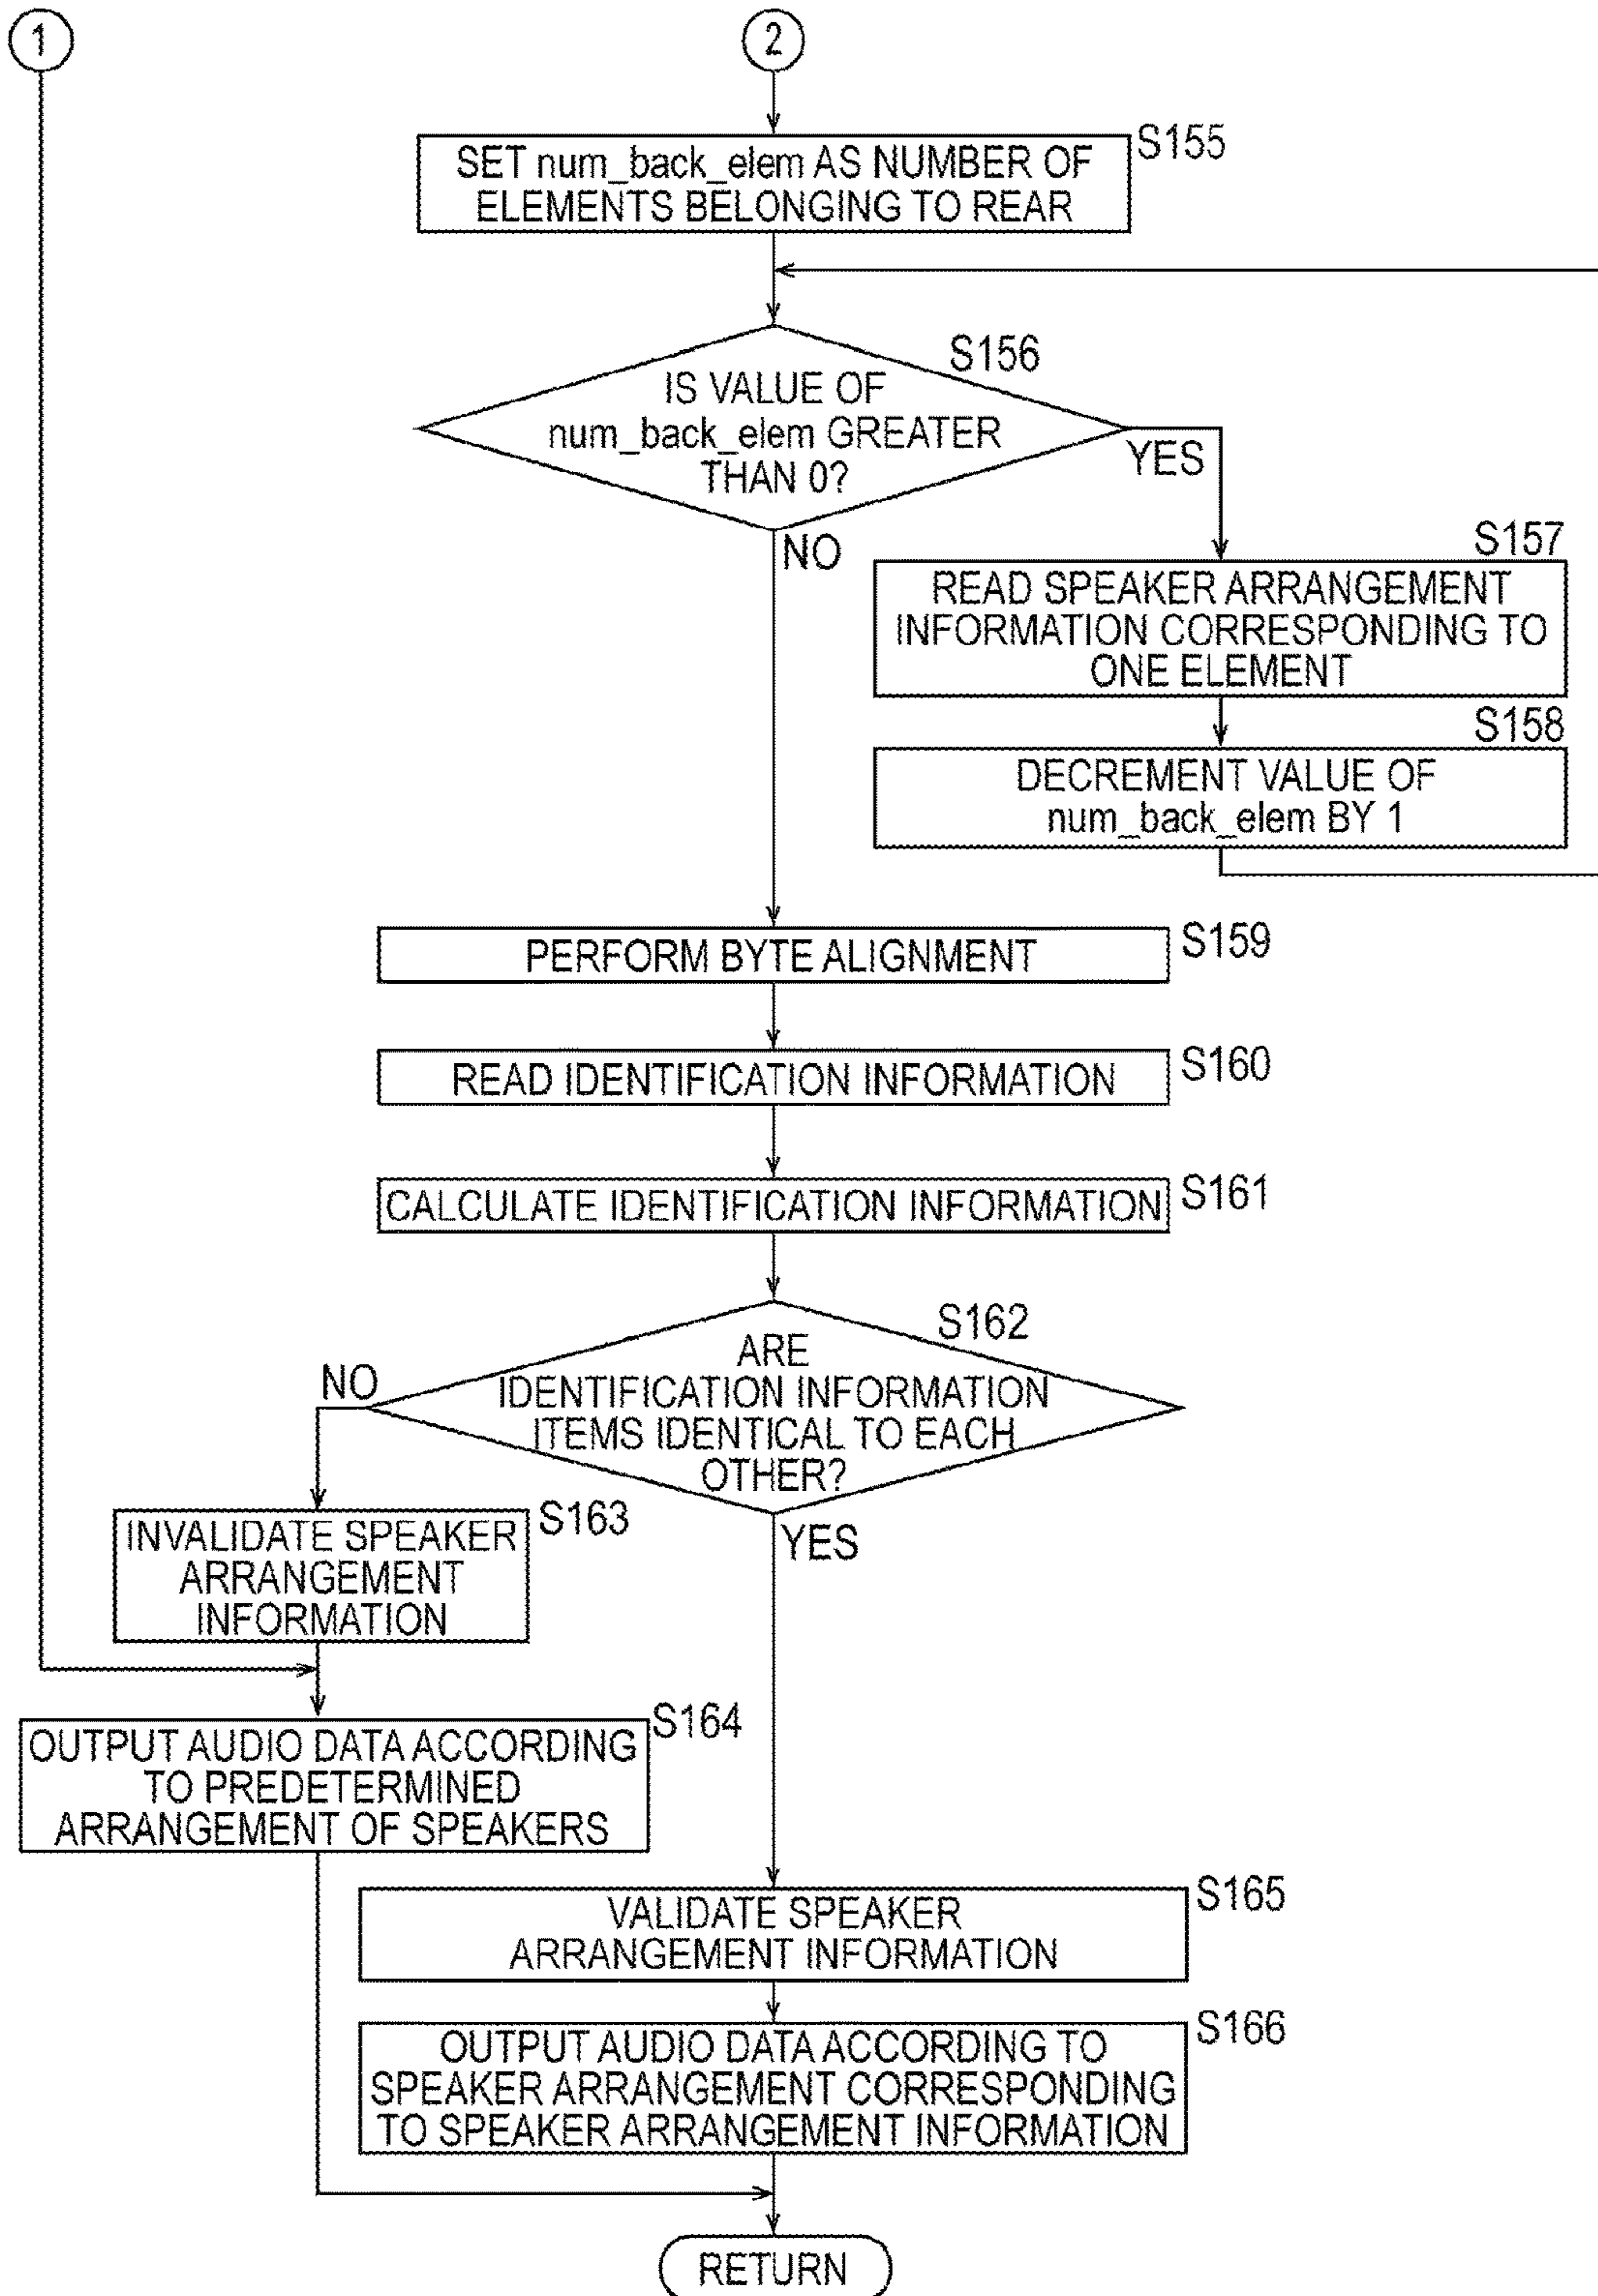 1
2
S155
SET num_back_elem AS NUMBER OF
ELEMENTS BELONGING TO REAR
S156
IS VALUE OF
num_back_elem GREATER
THAN 0?
YES
NO
S157
READ SPEAKER ARRANGEMENT
INFORMATION CORRESPONDING TO
ONE ELEMENT
S158
DECREMENT VALUE OF
num_back_elem BY 1
S159
PERFORM BYTE ALIGNMENT
S160
READ IDENTIFICATION INFORMATION
S161
CALCULATE IDENTIFICATION INFORMATION
S162
ARE
IDENTIFICATION INFORMATION
ITEMS IDENTICAL TO EACH
OTHER?
NO
YES
S163
INVALIDATE SPEAKER
ARRANGEMENT
INFORMATION
S164
OUTPUT AUDIO DATA ACCORDING
TO PREDETERMINED
ARRANGEMENT OF SPEAKERS
S165
VALIDATE SPEAKER
ARRANGEMENT INFORMATION
S166
OUTPUT AUDIO DATA ACCORDING TO
SPEAKER ARRANGEMENT CORRESPONDING
TO SPEAKER ARRANGEMENT INFORMATION
RETURN